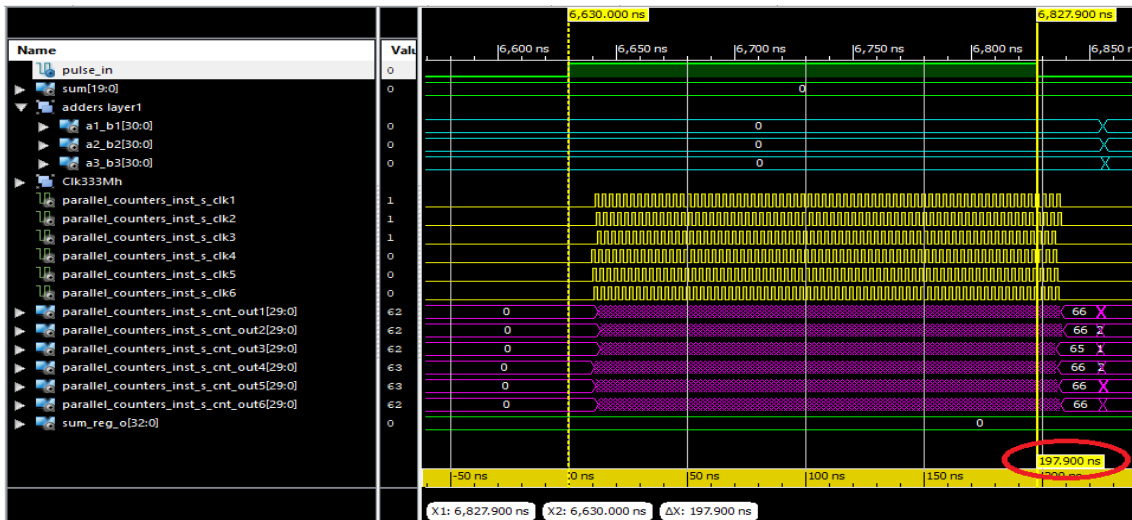 6,630.000 ns 6,827.900 ns
Name Valu 6,600 ns 6,650 ns 6,700 ns 6,750 ns 6,800 ns 6,850
pulse_in 0
sum[19:0] 0 0
adders layer1
a1_b1[30:0] 0 0
a2_b2[30:0] 0 0
a3_b3[30:0] 0 0
Clk333Mh
parallel_counters_inst_s_clk1 1
parallel_counters_inst_s_clk2 1
parallel_counters_inst_s_clk3 1
parallel_counters_inst_s_clk4 0
parallel_counters_inst_s_clk5 0
parallel_counters_inst_s_clk6 0
parallel_counters_inst_s_cnt_out1[29:0] 62 0 66
parallel_counters_inst_s_cnt_out2[29:0] 62 0 66 2
parallel_counters_inst_s_cnt_out3[29:0] 62 0 65 1
parallel_counters_inst_s_cnt_out4[29:0] 63 0 66 2
parallel_counters_inst_s_cnt_out5[29:0] 63 0 66
parallel_counters_inst_s_cnt_out6[29:0] 62 0 66
sum_reg_o[32:0] 0 0
197.900 ns
-50 ns 0 ns 50 ns 100 ns 150 ns 200 ns
X1: 6,827.900 ns X2: 6,630.000 ns ΔX: 197.900 ns